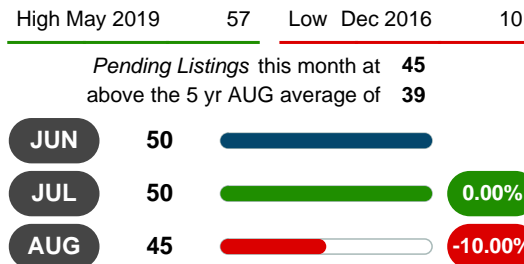 High May 2019 57 Low Dec 2016 10
Pending Listings this month at 45
above the 5 yr AUG average of 39
JUN 50
JUL 50 0.00%
AUG 45 -10.00%